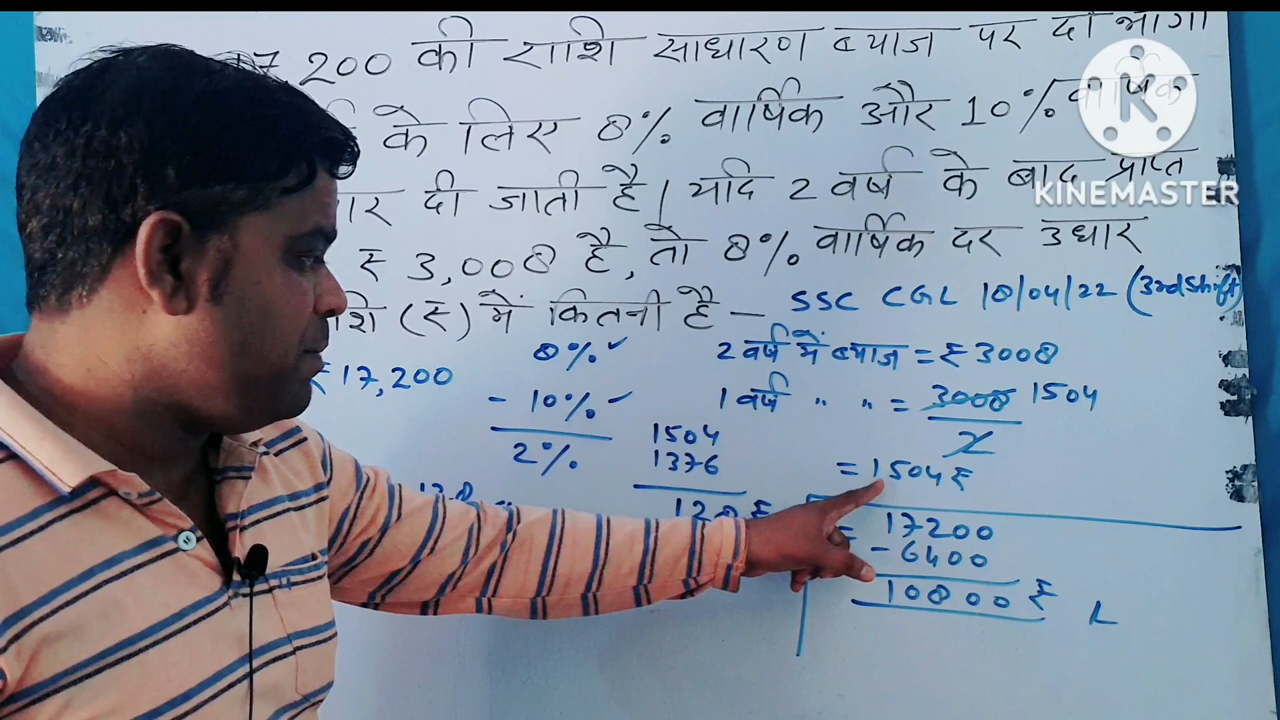 7200 की राशि साधारण ब्याज पर दो भागो
के लिए 8% वार्षिक और 10% वार्षिक
दी जाती है। यदि 2 वर्ष के बाद प्राप्त
₹ 3,008 है, तो 8% वार्षिक दर उधार
(₹) में कितनी है – SSC CGL 18/04/22 (3rd Shift)
8% ✓ 2 वर्ष में ब्याज = ₹ 3008
₹ 17,200 - 10% ✓ 1 वर्ष " " = 3008 1504
2
2% 1504
1376 = 1504 ₹
128 ₹
= 17200
- 6400
10800 ₹
K
KINEMASTER